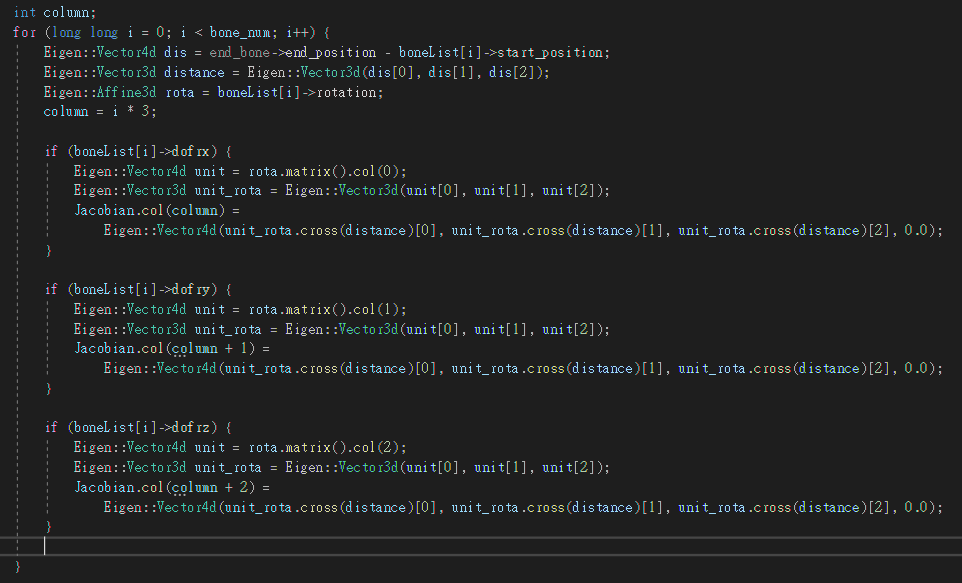 int column;
for (long long i = 0; i < bone_num; i++) {
Eigen::Vector4d dis = end_bone->end_position - boneList[i]->start_position;
Eigen::Vector3d distance = Eigen::Vector3d(dis[0], dis[1], dis[2]);
Eigen::Affine3d rota = boneList[i]->rotation;
column = i * 3;
if (boneList[i]->dofrx) {
Eigen::Vector4d unit = rota.matrix().col(0);
Eigen::Vector3d unit_rota = Eigen::Vector3d(unit[0], unit[1], unit[2]);
Jacobian.col(column) =
Eigen::Vector4d(unit_rota.cross(distance)[0], unit_rota.cross(distance)[1], unit_rota.cross(distance)[2], 0.0);
}
if (boneList[i]->dofry) {
Eigen::Vector4d unit = rota.matrix().col(1);
Eigen::Vector3d unit_rota = Eigen::Vector3d(unit[0], unit[1], unit[2]);
Jacobian.col(column + 1) =
Eigen::Vector4d(unit_rota.cross(distance)[0], unit_rota.cross(distance)[1], unit_rota.cross(distance)[2], 0.0);
}
if (boneList[i]->dofrz) {
Eigen::Vector4d unit = rota.matrix().col(2);
Eigen::Vector3d unit_rota = Eigen::Vector3d(unit[0], unit[1], unit[2]);
Jacobian.col(column + 2) =
Eigen::Vector4d(unit_rota.cross(distance)[0], unit_rota.cross(distance)[1], unit_rota.cross(distance)[2], 0.0);
}
}